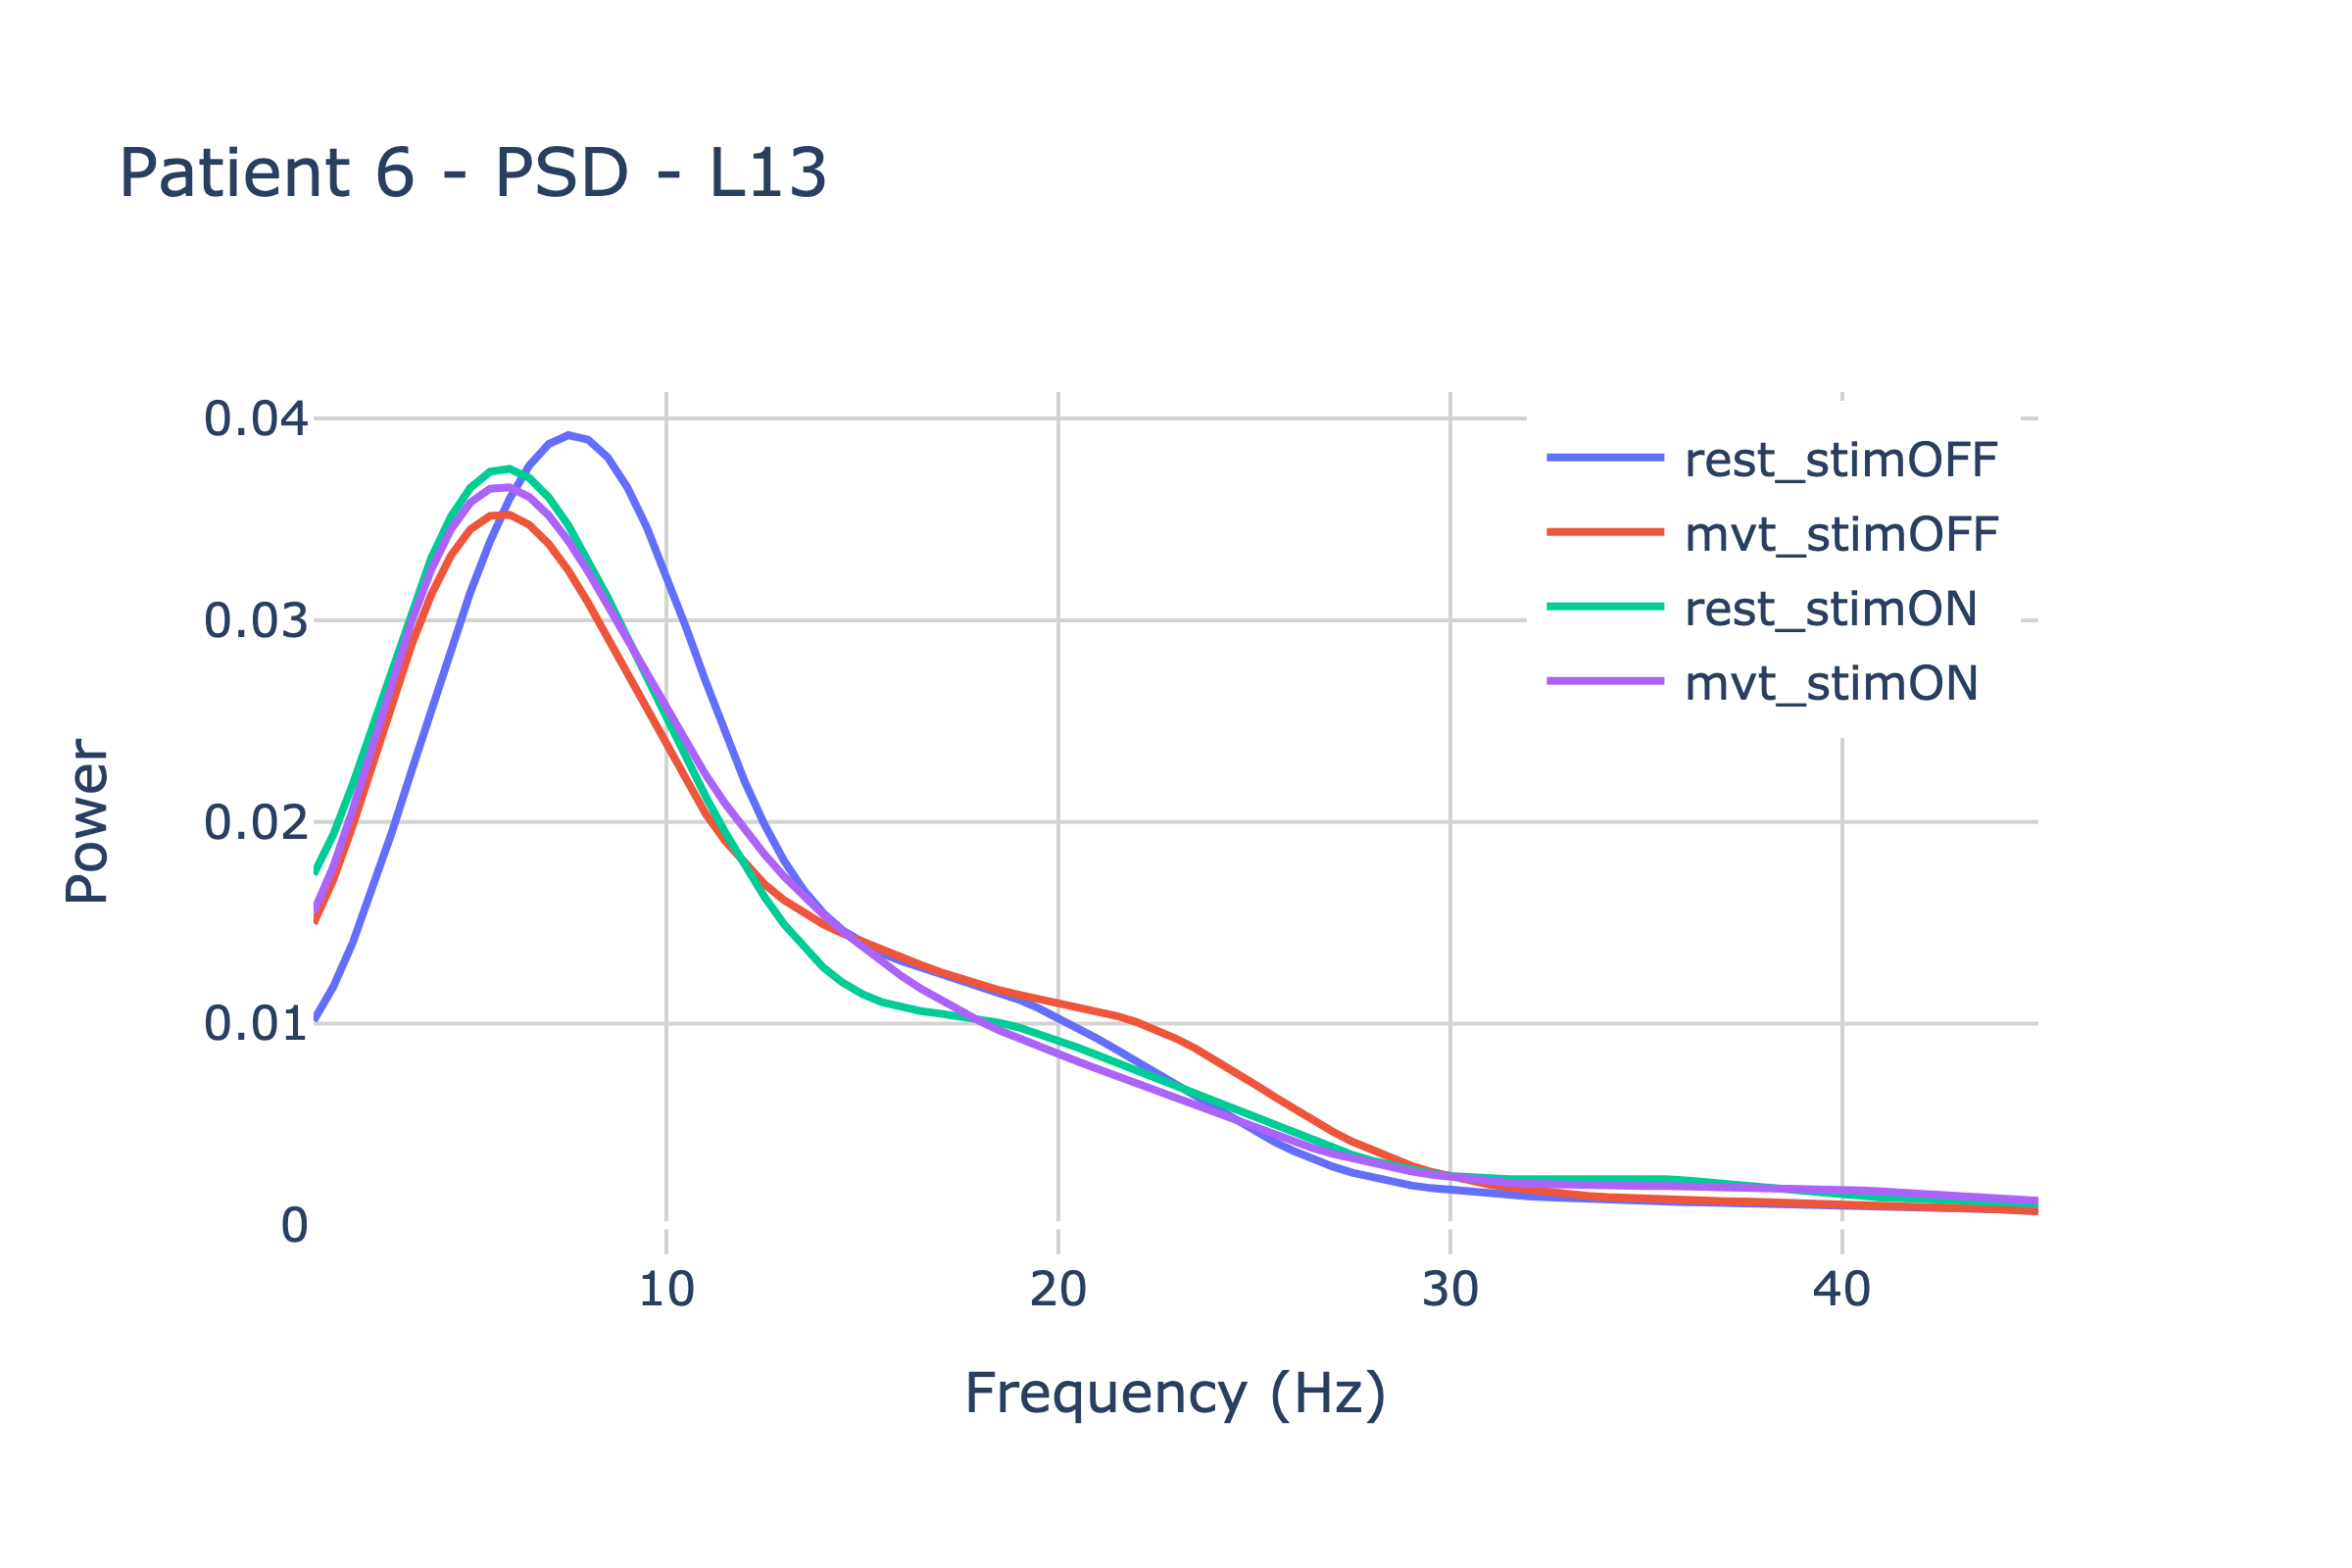 Patient 6 - PSD - L13
0.04
0.03
0.02
0.01
0
Power
10
20
30
40
Frequency (Hz)
rest_stimOFF
mvt_stimOFF
rest_stimON
mvt_stimON